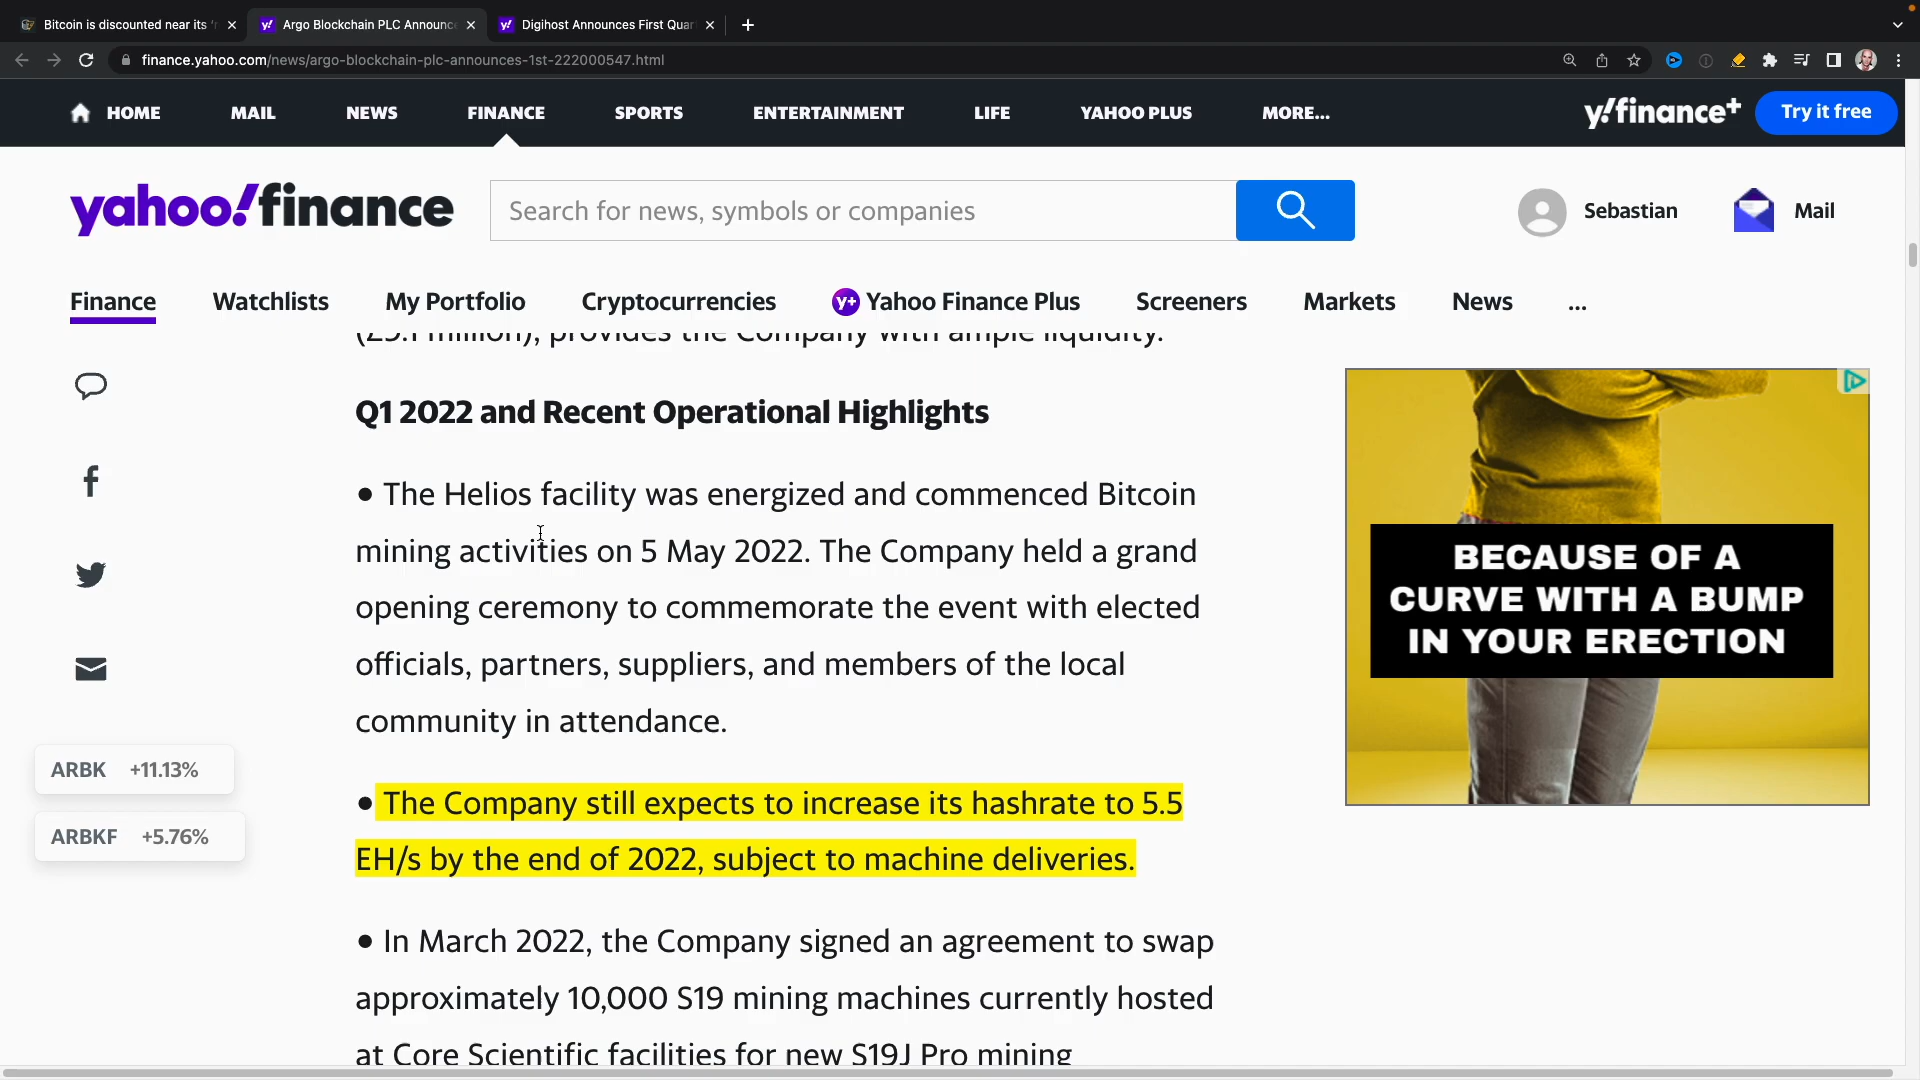 Bitcoin is discounted near its
Argo Blockchain PLC Announce
Digihost Announces First Quar
finance.yahoo.com/news/argo-blockchain-plc-announces-1st-222000547.html
HOME MAIL NEWS FINANCE SPORTS ENTERTAINMENT LIFE YAHOO PLUS MORE...
y!finance+ Try it free
yahoo!finance
Search for news, symbols or companies
Sebastian
Mail
Finance Watchlists My Portfolio Cryptocurrencies y+ Yahoo Finance Plus Screeners Markets News ...
(29.1 million), provides the Company with ample liquidity.
Q1 2022 and Recent Operational Highlights
● The Helios facility was energized and commenced Bitcoin
mining activities on 5 May 2022. The Company held a grand
opening ceremony to commemorate the event with elected
officials, partners, suppliers, and members of the local
community in attendance.
● The Company still expects to increase its hashrate to 5.5
EH/s by the end of 2022, subject to machine deliveries.
● In March 2022, the Company signed an agreement to swap
approximately 10,000 S19 mining machines currently hosted
at Core Scientific facilities for new S19J Pro mining
ARBK +11.13%
ARBKF +5.76%
BECAUSE OF A
CURVE WITH A BUMP
IN YOUR ERECTION